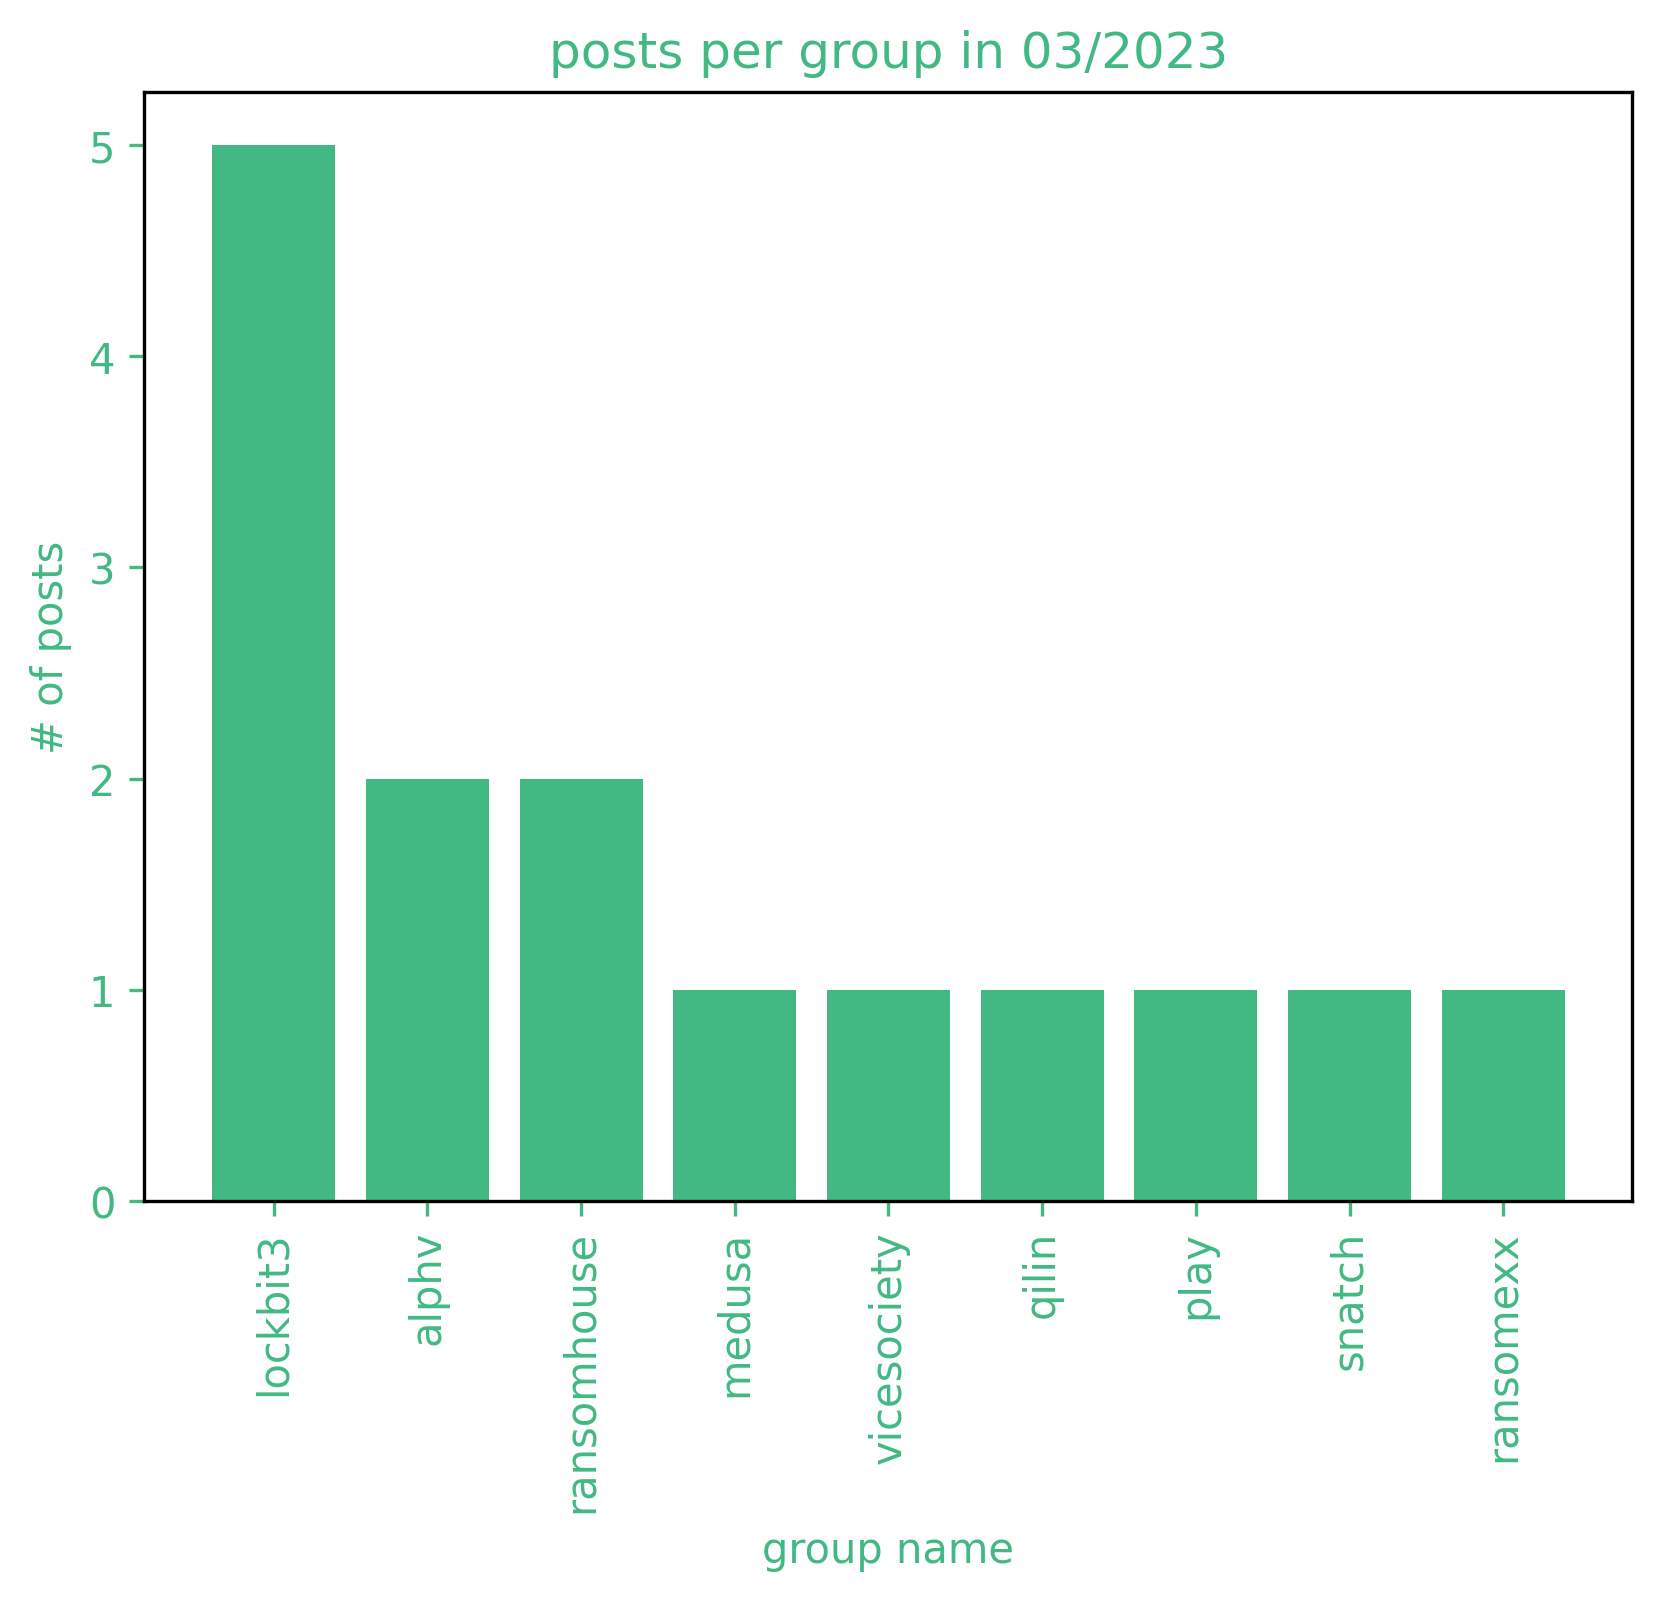 posts per group in 03/2023
# of posts
5
4
3
2
1
0
lockbit3
alphv
ransomhouse
medusa
vicesociety
qilin
play
snatch
ransomexx
group name